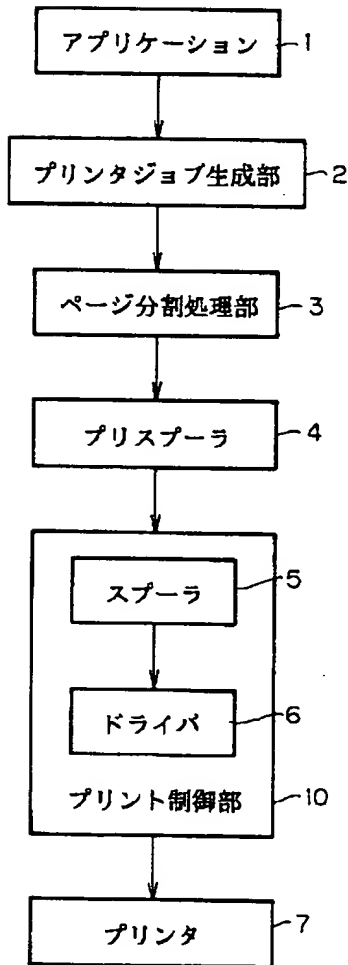 アプリケーション 1
プリンタジョブ生成部 2
ページ分割処理部 3
プリスプーラ 4
スプーラ 5
ドライバ 6
プリント制御部 10
プリンタ 7